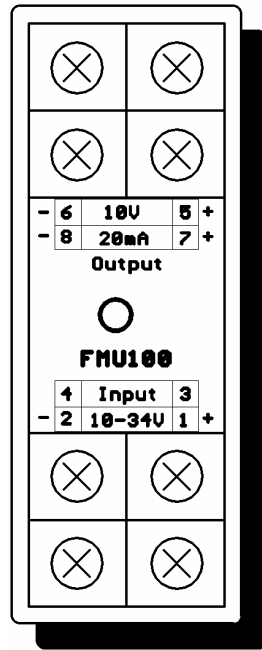 - 6 10V 5 +
- 8 20mA 7 +
Output
FMU100
4 Input 3
- 2 10-34V 1 +